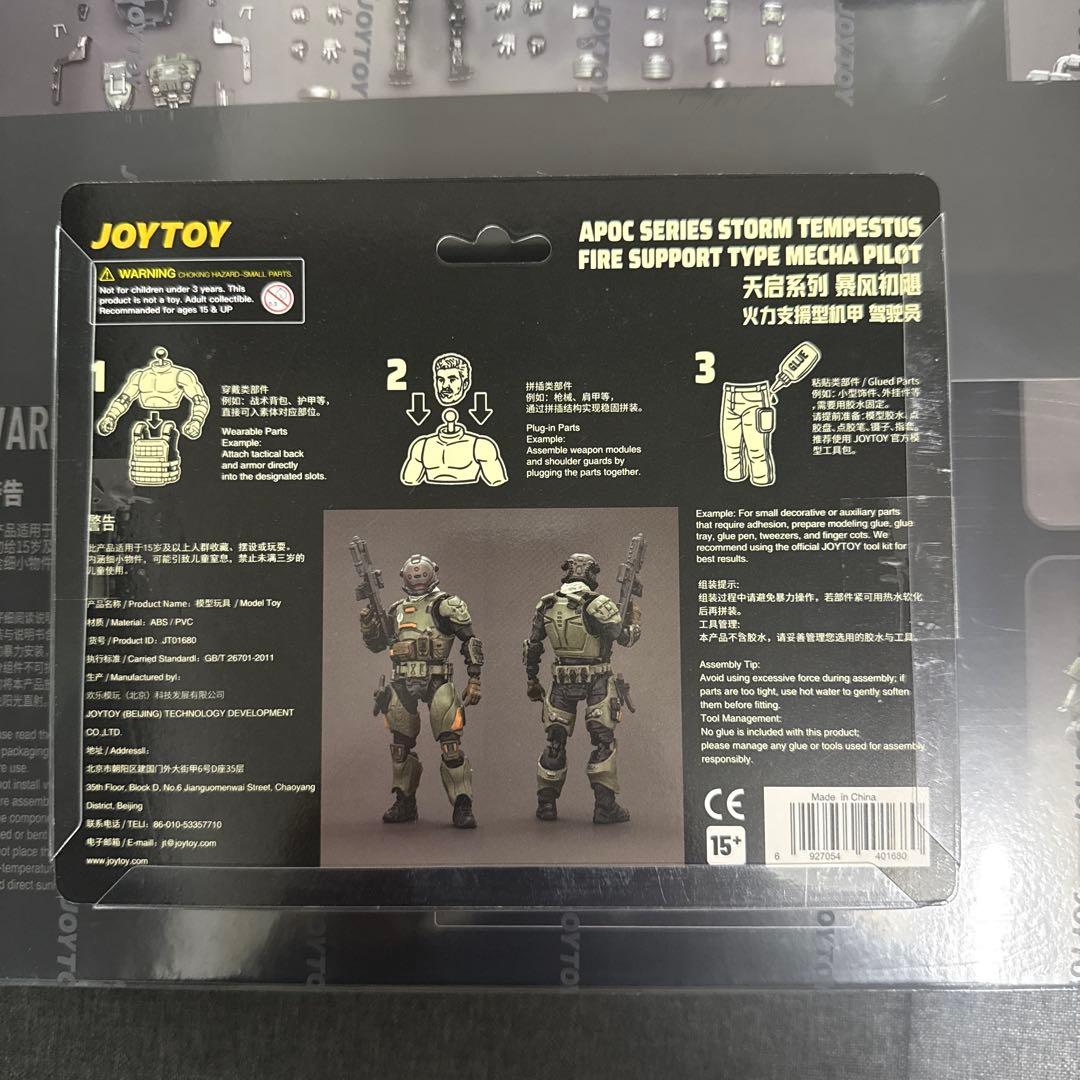 JOYTOY
APOC SERIES STORM TEMPESTUS
FIRE SUPPORT TYPE MECHA PILOT
天启系列 暴风初飓
火力支援型机甲 驾驶员
WARNING CHOKING HAZARD-SMALL PARTS.
Not for children under 3 years. This
product is not a toy. Adult collectible.
Recommended for ages 15 & UP
1
穿戴类部件
例如：战术背包、护甲等，
直接可入素体对应部位。
Wearable Parts
Example:
Attach tactical back
and armor directly
into the designated slots.
2
拼插类部件
例如：枪械、肩甲等，
通过拼插结构实现稳固拼装。
Plug-in Parts
Example:
Assemble weapon modules
and shoulder guards by
plugging the parts together.
3
GLUE
粘贴类部件 / Glued Parts
例如：小型饰件、外挂件等
，需要用胶水固定。
请提前准备：模型胶水、点
胶盘、点胶笔、镊子、指套。
推荐使用 JOYTOY 官方模
型工具包。
Example: For small decorative or auxiliary parts
that require adhesion, prepare modeling glue, glue
tray, glue pen, tweezers, and finger cots. We
recommend using the official JOYTOY tool kit for
best results.
组装提示：
组装过程中请避免暴力操作，若部件紧可用热水软化
后再拼装。
工具管理：
本产品不含胶水，请妥善管理您选用的胶水与工具
Assembly Tip:
Avoid using excessive force during assembly; if
parts are too tight, use hot water to gently soften
them before fitting.
Tool Management:
No glue is included with this product;
please manage any glue or tools used for assembly
responsibly.
警告
此产品适用于15岁及以上人群收藏、摆设或玩耍。
内涵细小物件，可能引致儿童窒息。禁止未满三岁的
儿童使用。
产品名称 / Product Name：模型玩具 / Model Toy
材质 / Material：ABS / PVC
货号 / Product ID：JT01680
执行标准 / Carried Standardl：GB/T 26701-2011
生产 / Manufactured byl：
欢乐模玩（北京）科技发展有限公司
JOYTOY (BEIJING) TECHNOLOGY DEVELOPMENT
CO.,LTD.
地址 / Addressll：
北京市朝阳区建国门外大街甲6号D座35层
35th Floor, Block D, No.6 Jianguomenwai Street, Chaoyang
District, Beijing
联系电话 / TELl：86-010-53357710
电子邮箱 / E-mail：jt@joytoy.com
www.joytoy.com
CE
15+
Made in China
6 927054 401680